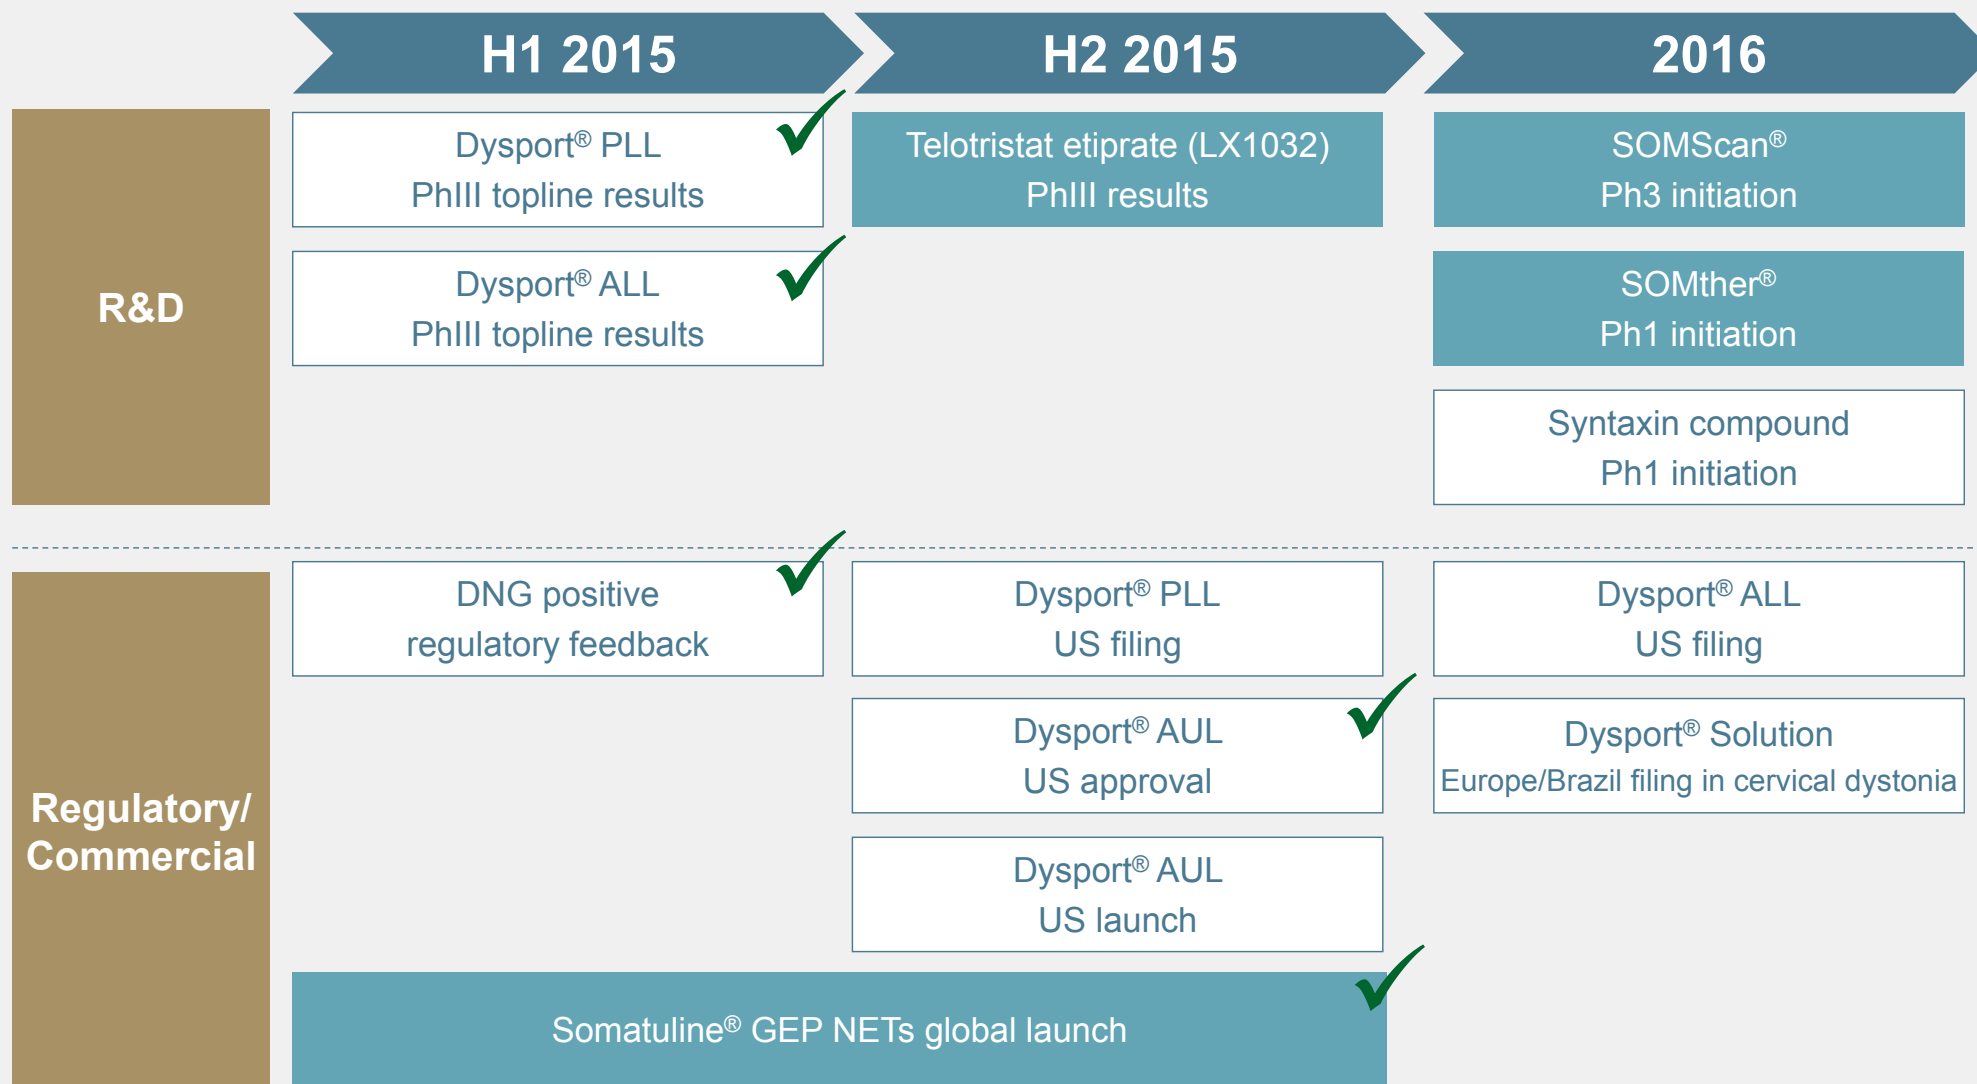 H1 2015
H2 2015
2016
R&D
Dysport® PLL
PhIII topline results
Telotristat etiprate (LX1032)
PhIII results
SOMScan®
Ph3 initiation
Dysport® ALL
PhIII topline results
SOMther®
Ph1 initiation
Syntaxin compound
Ph1 initiation
Regulatory/
Commercial
DNG positive
regulatory feedback
Dysport® PLL
US filing
Dysport® ALL
US filing
Dysport® AUL
US approval
Dysport® Solution
Europe/Brazil filing in cervical dystonia
Dysport® AUL
US launch
Somatuline® GEP NETs global launch